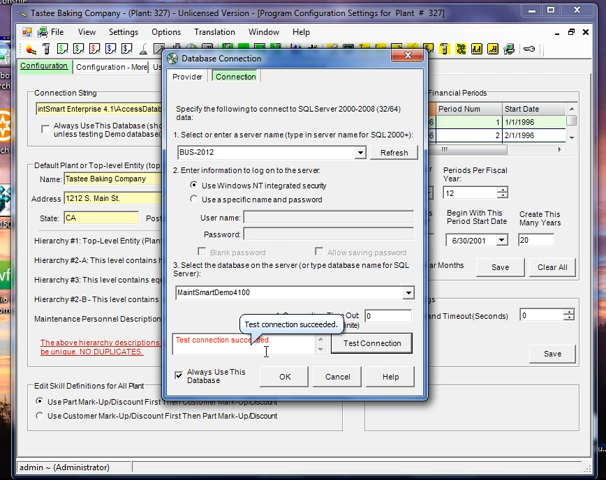 Tastee Baking Company - (Plant: 327) - Unlicensed Version - [Program Configuration Settings for Plant # 327]
File View Settings Options Translation Window Help
Configuration
Configuration - More
Connection String
intSmart Enterprise 4.1\AccessDatab
Always Use This Database
unless testing Demo
Default Plant or Top-level Entity
Name: Tastee Baking Company
Address 1212 S. Main St.
State: CA
Hierarchy #1: Top-Level Entity
Hierarchy #2-A: This level contains
Hierarchy #3: This level contains
Hierarchy #2-B - This level contains
Maintenance Personnel Description
The above hierarchy descriptions
be unique, NO DUPLICATES.
Edit Skill Definitions for All Plant
Use Part Mark-Up/Discount First Then Customer Mark-Up/Discount
Use Customer Mark-Up/Discount First Then Part Mark-Up/Discount
admin ~ (Administrator)
Database Connection
Provider
Connection
Specify the following to connect to SQL Server 2000-2008 (32/64)
data:
1. Select or enter a server name (type in server name for SQL 2000+):
BUS-2012
Refresh
2. Enter information to log on to the server:
Use Windows NT integrated security
Use a specific name and password
User name:
Password:
Blank password
Allow saving password
3. Select the database on the server (or type database name for SQL
Server):
MaintSmartDemo4100
Time Out 0
Test connection succeeded.
Test connection succeeded.
Test Connection
Always Use This
Database
OK
Cancel
Help
Financial Periods
Period Num Start Date
1 1/1/1996
2 2/1/1996
Periods Per Fiscal
Year:
12
Begin With This
Period Start Date
6/30/2001
Create This
Many Years
20
Months
Save
Clear All
and Timeout(Seconds)
0
Save